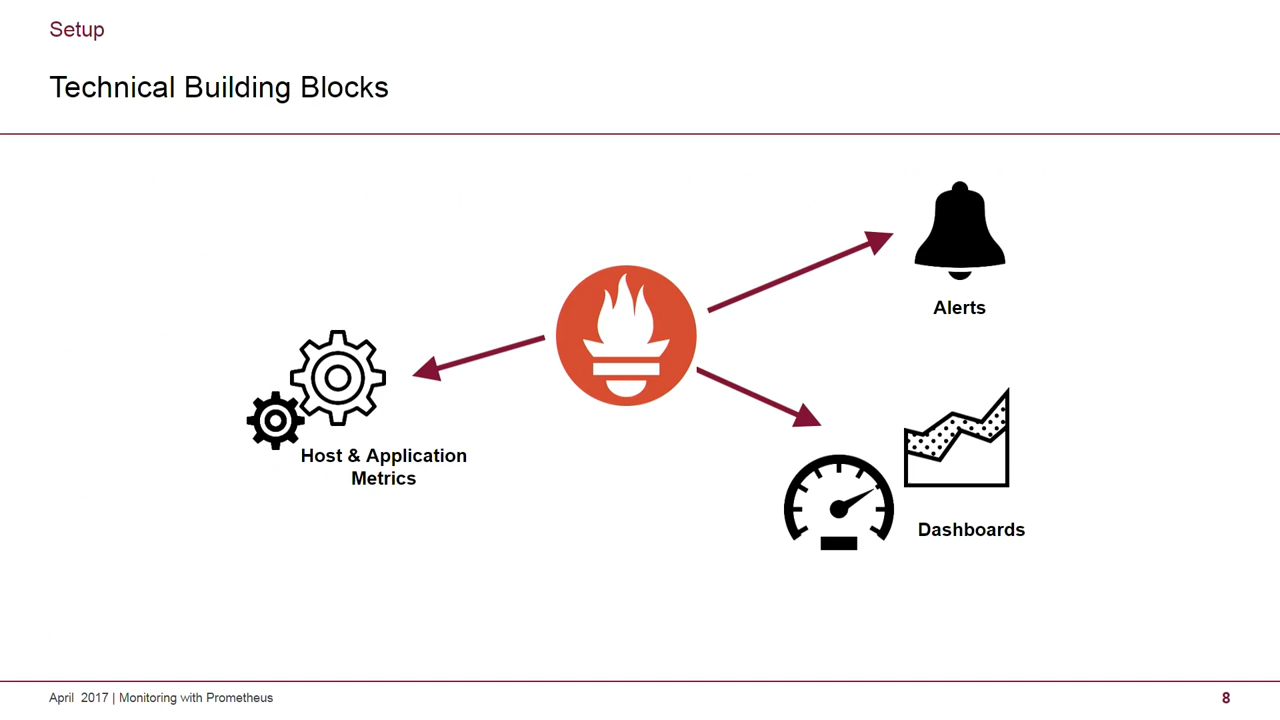 Setup
Technical Building Blocks
Alerts
Host & Application
Metrics
Dashboards
April  2017 | Monitoring with Prometheus
8